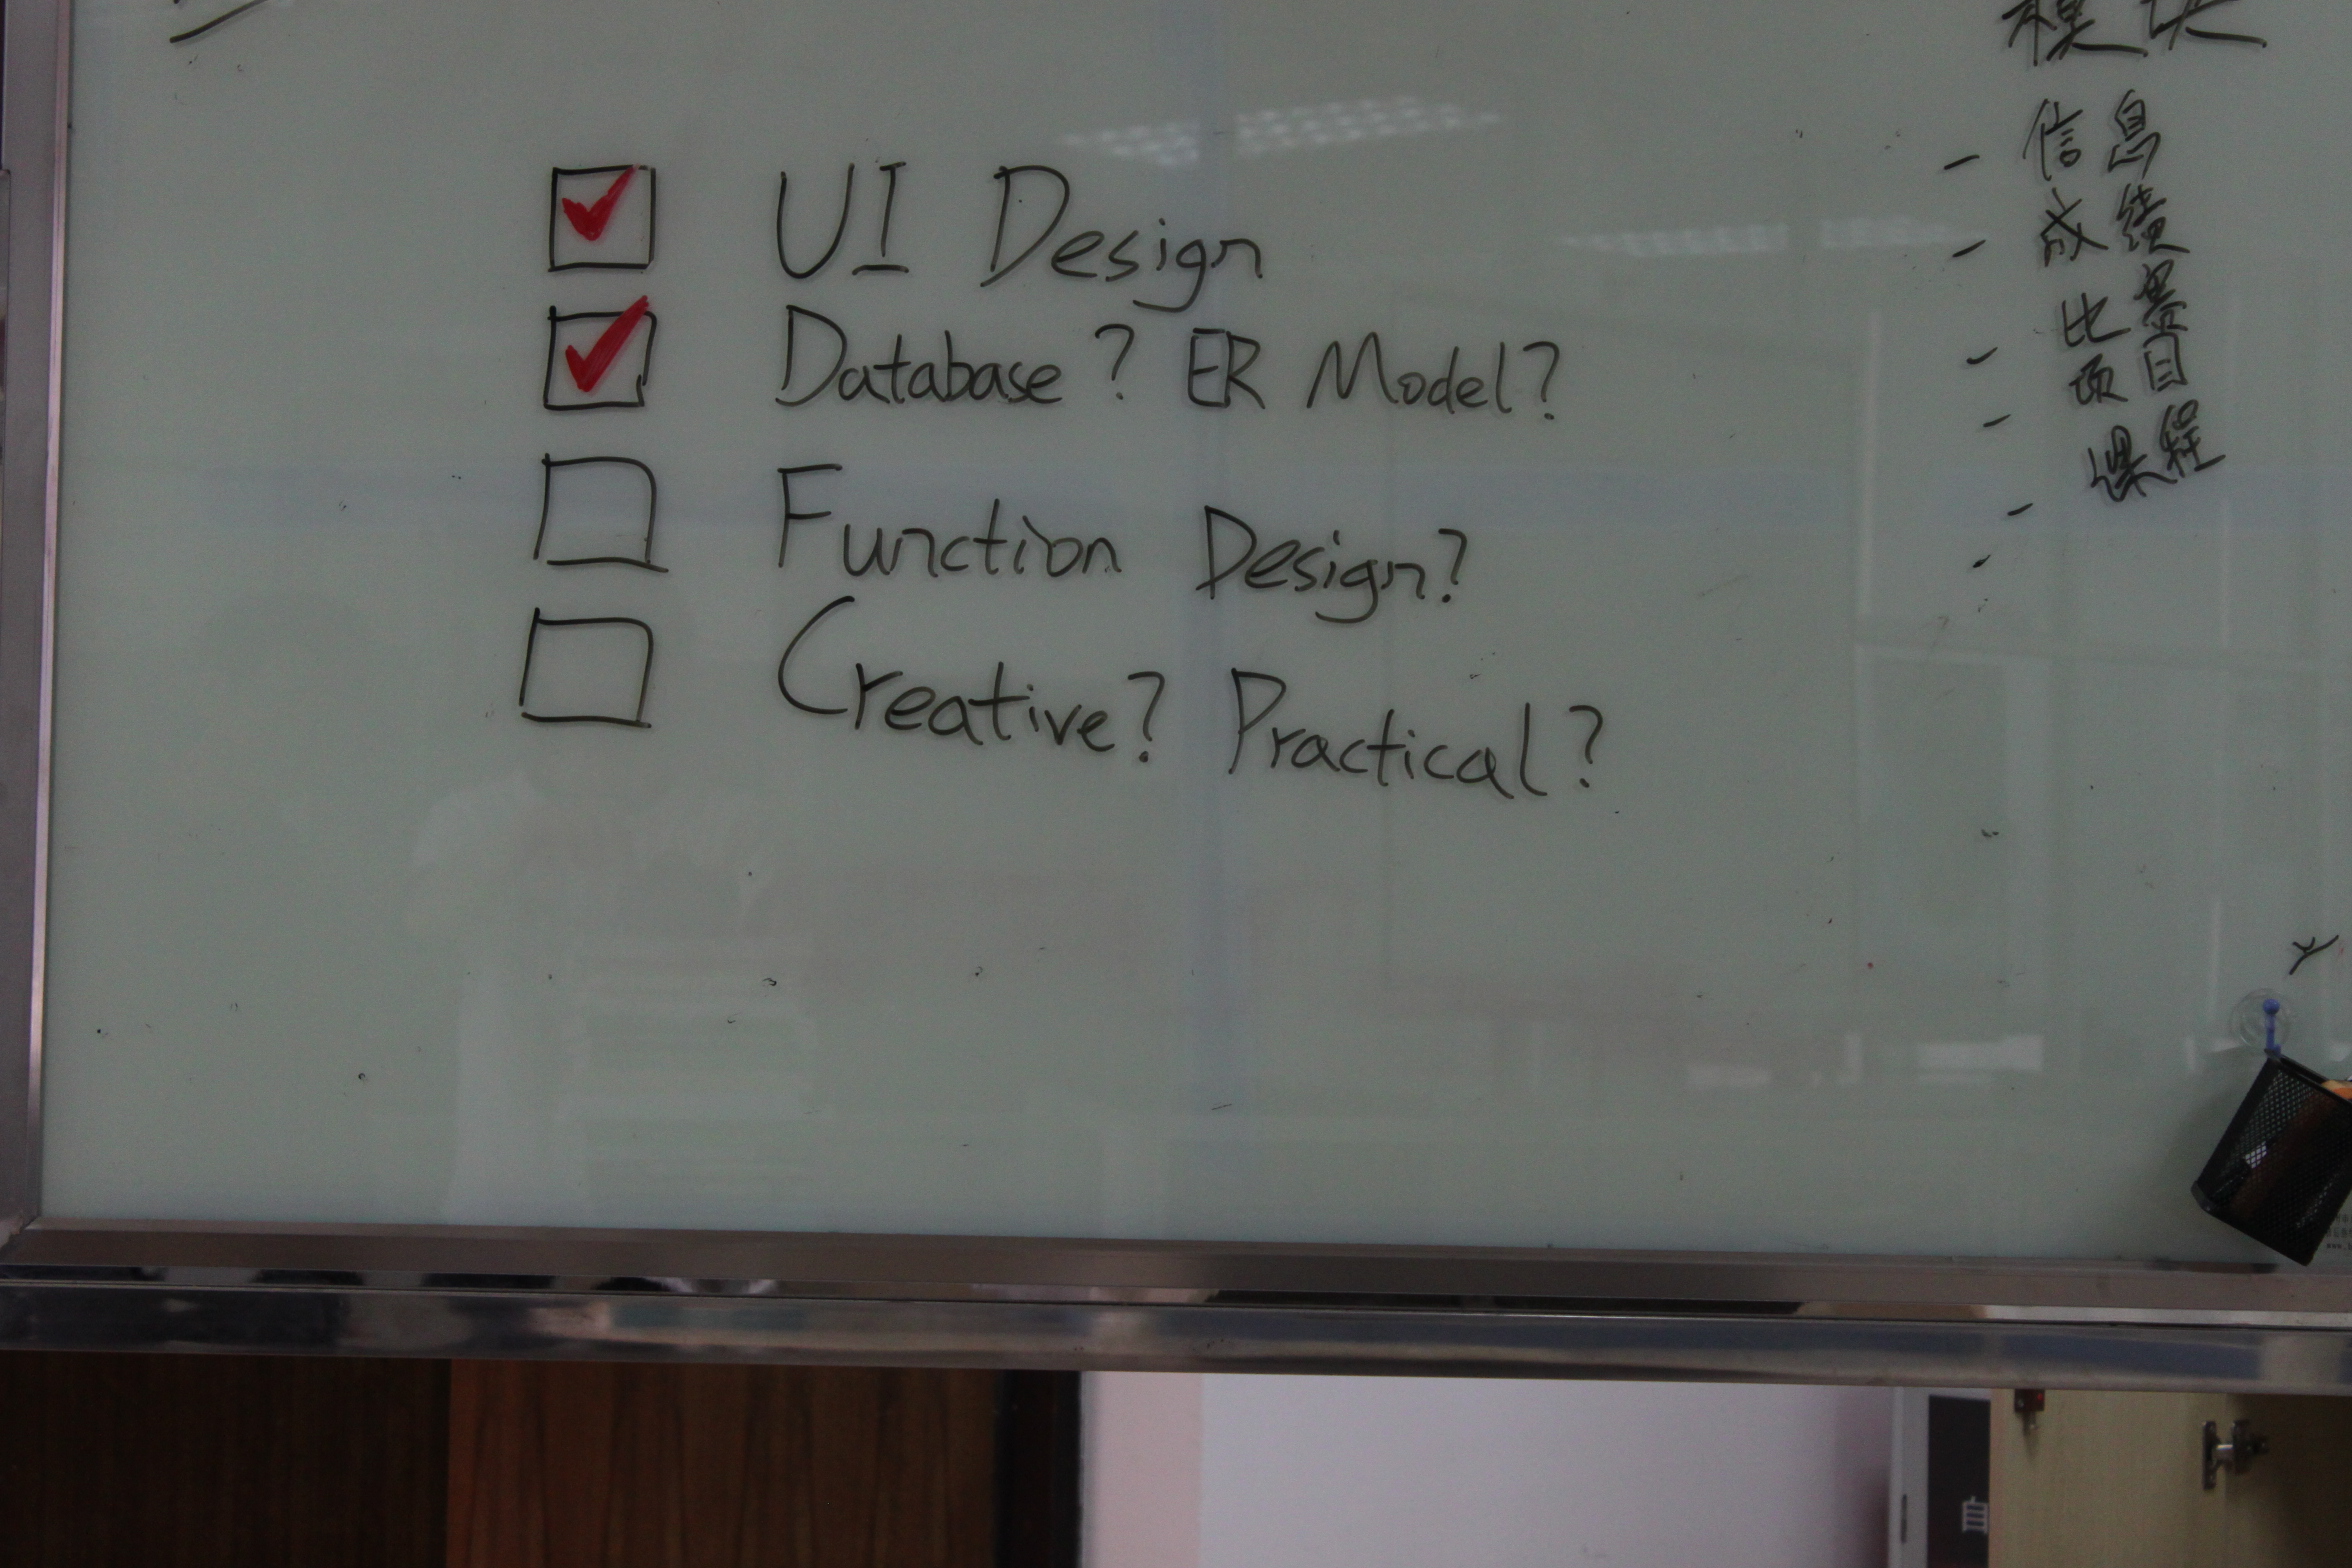 UI Design
Database? ER Model?
Function Design?
Creative? Practical?
模块
- 信息
- 成绩
- 比赛
- 项目
- 课程
-
自